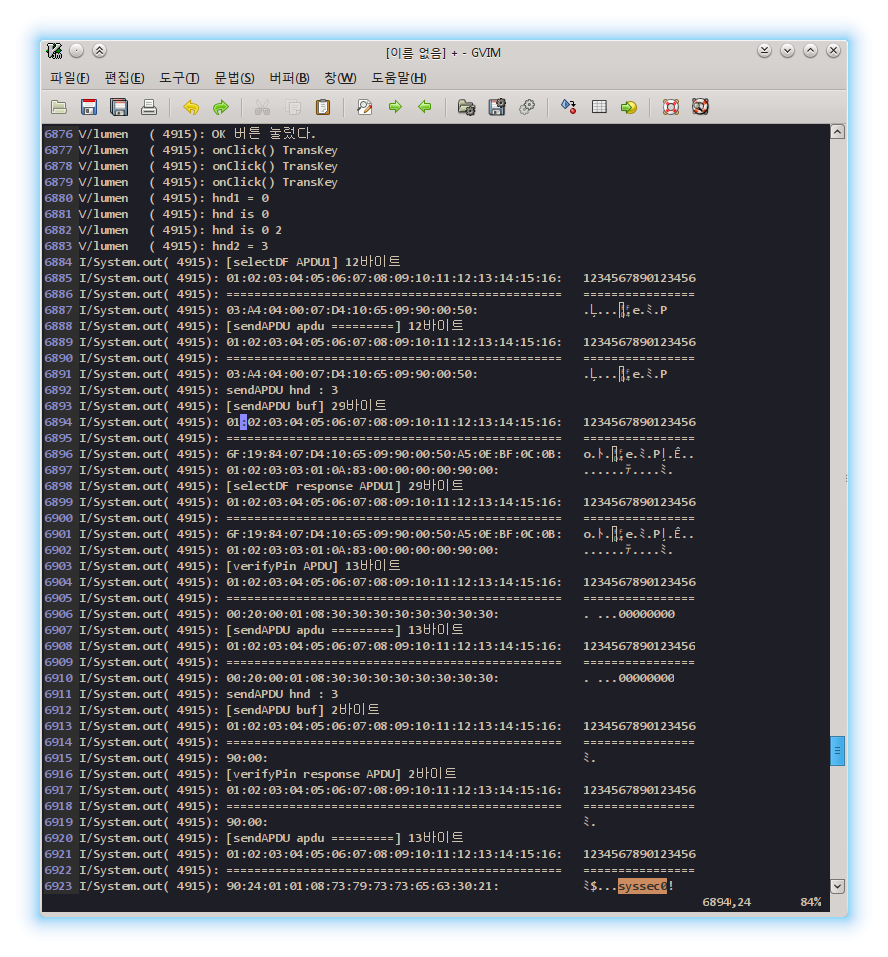 [이름 없음] + - GVIM
파일(F) 편집(E) 도구(T) 문법(S) 버퍼(B) 창(W) 도움말(H)
6876 V/lumen   ( 4915): OK 버튼 눌렀다.
6877 V/lumen   ( 4915): onClick() TransKey
6878 V/lumen   ( 4915): onClick() TransKey
6879 V/lumen   ( 4915): onClick() TransKey
6880 V/lumen   ( 4915): hnd1 = 0
6881 V/lumen   ( 4915): hnd is 0
6882 V/lumen   ( 4915): hnd is 0 2
6883 V/lumen   ( 4915): hnd2 = 3
6884 I/System.out( 4915): [selectDF APDU1] 12바이트
6885 I/System.out( 4915): 01:02:03:04:05:06:07:08:09:10:11:12:13:14:15:16:   1234567890123456
6886 I/System.out( 4915): ================================================   ================
6887 I/System.out( 4915): 03:A4:04:00:07:D4:10:65:09:90:00:50:
6888 I/System.out( 4915): [sendAPDU apdu =========] 12바이트
6889 I/System.out( 4915): 01:02:03:04:05:06:07:08:09:10:11:12:13:14:15:16:   1234567890123456
6890 I/System.out( 4915): ================================================   ================
6891 I/System.out( 4915): 03:A4:04:00:07:D4:10:65:09:90:00:50:
6892 I/System.out( 4915): sendAPDU hnd : 3
6893 I/System.out( 4915): [sendAPDU buf] 29바이트
6894 I/System.out( 4915): 01:02:03:04:05:06:07:08:09:10:11:12:13:14:15:16:   1234567890123456
6895 I/System.out( 4915): ================================================   ================
6896 I/System.out( 4915): 6F:19:84:07:D4:10:65:09:90:00:50:A5:0E:BF:0C:0B:
6897 I/System.out( 4915): 01:02:03:03:01:0A:83:00:00:00:00:90:00:
6898 I/System.out( 4915): [selectDF response APDU1] 29바이트
6899 I/System.out( 4915): 01:02:03:04:05:06:07:08:09:10:11:12:13:14:15:16:   1234567890123456
6900 I/System.out( 4915): ================================================   ================
6901 I/System.out( 4915): 6F:19:84:07:D4:10:65:09:90:00:50:A5:0E:BF:0C:0B:
6902 I/System.out( 4915): 01:02:03:03:01:0A:83:00:00:00:00:90:00:
6903 I/System.out( 4915): [verifyPin APDU] 13바이트
6904 I/System.out( 4915): 01:02:03:04:05:06:07:08:09:10:11:12:13:14:15:16:   1234567890123456
6905 I/System.out( 4915): ================================================   ================
6906 I/System.out( 4915): 00:20:00:01:08:30:30:30:30:30:30:30:30:   . ...00000000
6907 I/System.out( 4915): [sendAPDU apdu =========] 13바이트
6908 I/System.out( 4915): 01:02:03:04:05:06:07:08:09:10:11:12:13:14:15:16:   1234567890123456
6909 I/System.out( 4915): ================================================   ================
6910 I/System.out( 4915): 00:20:00:01:08:30:30:30:30:30:30:30:30:   . ...00000000
6911 I/System.out( 4915): sendAPDU hnd : 3
6912 I/System.out( 4915): [sendAPDU buf] 2바이트
6913 I/System.out( 4915): 01:02:03:04:05:06:07:08:09:10:11:12:13:14:15:16:   1234567890123456
6914 I/System.out( 4915): ================================================   ================
6915 I/System.out( 4915): 90:00:   ﾐ.
6916 I/System.out( 4915): [verifyPin response APDU] 2바이트
6917 I/System.out( 4915): 01:02:03:04:05:06:07:08:09:10:11:12:13:14:15:16:   1234567890123456
6918 I/System.out( 4915): ================================================   ================
6919 I/System.out( 4915): 90:00:   ﾐ.
6920 I/System.out( 4915): [sendAPDU apdu =========] 13바이트
6921 I/System.out( 4915): 01:02:03:04:05:06:07:08:09:10:11:12:13:14:15:16:   1234567890123456
6922 I/System.out( 4915): ================================================   ================
6923 I/System.out( 4915): 90:24:01:01:08:73:79:73:73:65:63:30:21:   ﾐ$...syssec0!
6894,24   84%